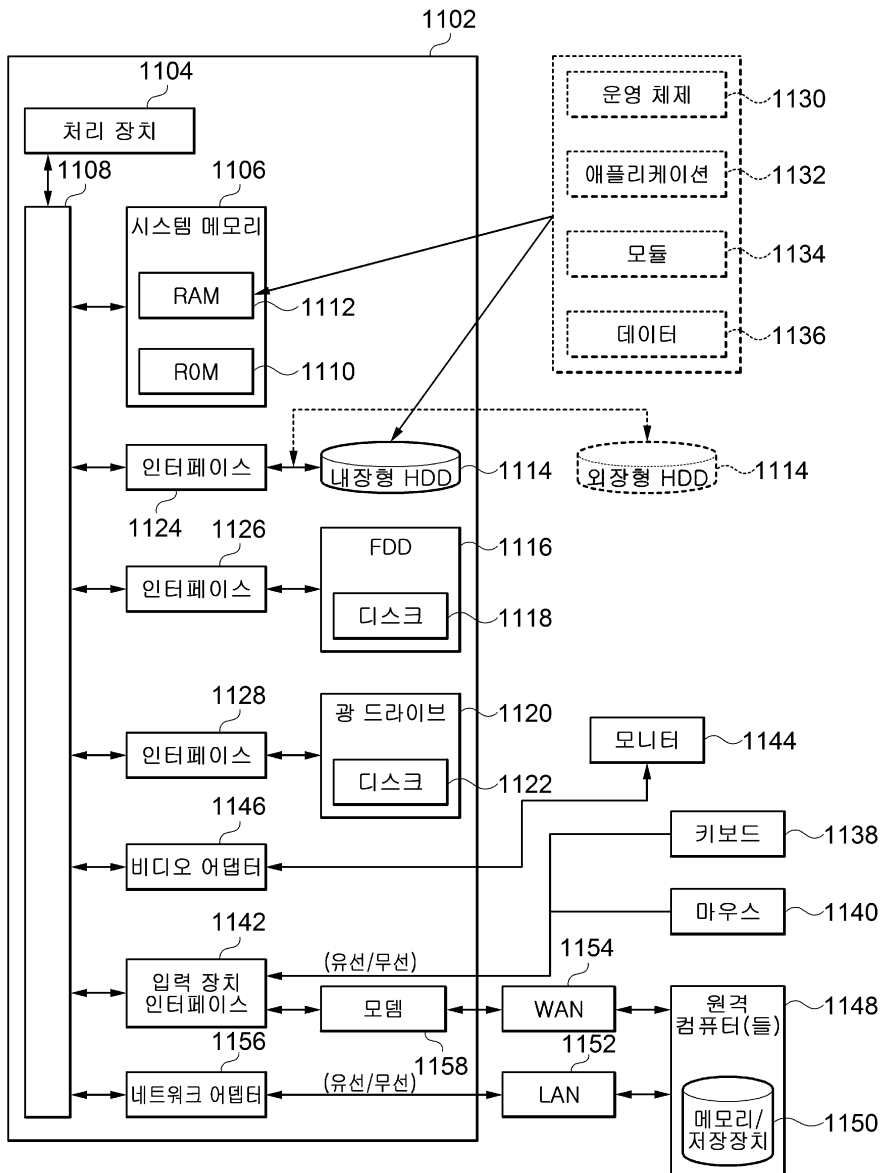 1102
1104
처리 장치
1108
1106
시스템 메모리
RAM
1112
ROM
1110
운영 체제
1130
애플리케이션
1132
모듈
1134
데이터
1136
인터페이스
1124
내장형 HDD
1114
외장형 HDD
1114
1126
인터페이스
FDD
1116
디스크
1118
1128
인터페이스
광 드라이브
1120
디스크
1122
모니터
1144
1146
비디오 어댑터
키보드
1138
마우스
1140
1142
입력 장치
인터페이스
(유선/무선)
모뎀
1158
1154
WAN
원격
컴퓨터(들)
1148
1156
네트워크 어뎁터
(유선/무선)
1152
LAN
메모리/
저장장치
1150